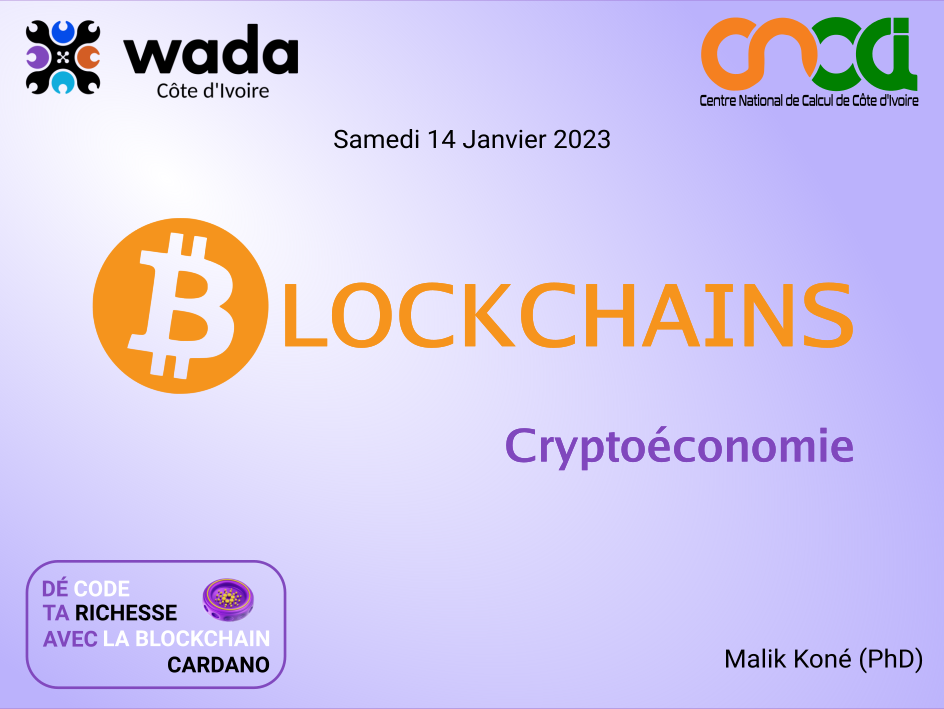 wada
Côte d'Ivoire
CNCCI
Centre National de Calcul de Côte d'Ivoire
Samedi 14 Janvier 2023
BLOCKCHAINS
Cryptoéconomie
DÉ CODE
TA RICHESSE
AVEC LA BLOCKCHAIN
CARDANO
Malik Koné (PhD)